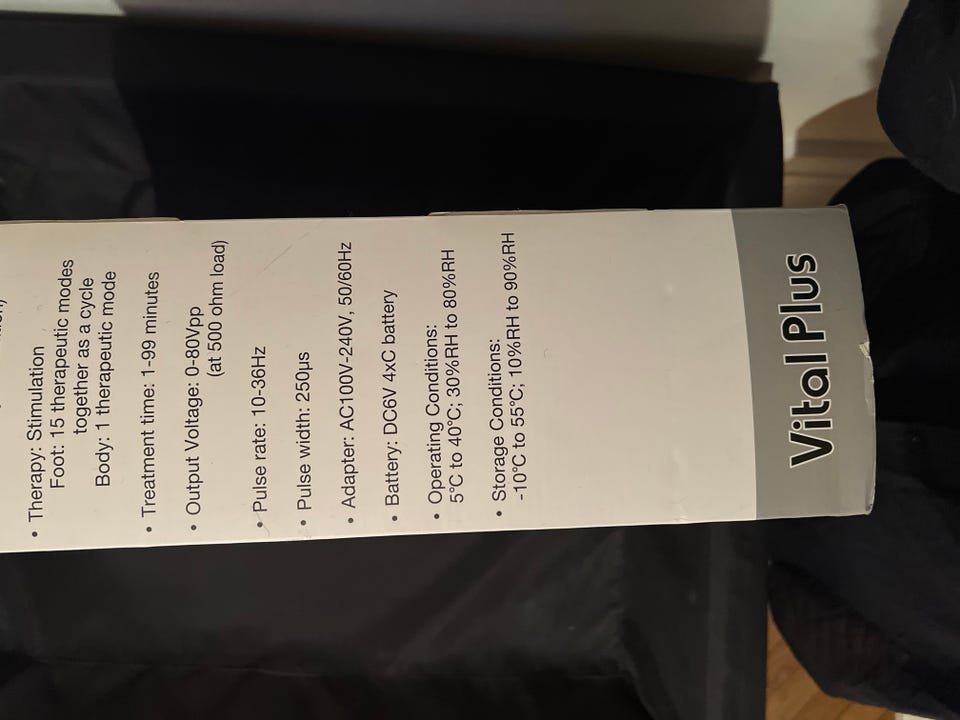 • Therapy: Stimulation
Foot: 15 therapeutic modes
together as a cycle
Body: 1 therapeutic mode
• Treatment time: 1-99 minutes
• Output Voltage: 0-80Vpp
(at 500 ohm load)
• Pulse rate: 10-36Hz
• Pulse width: 250µs
• Adapter: AC100V-240V, 50/60Hz
• Battery: DC6V 4xC battery
• Operating Conditions:
5°C to 40°C; 30%RH to 80%RH
• Storage Conditions:
-10°C to 55°C; 10%RH to 90%RH
Vital Plus